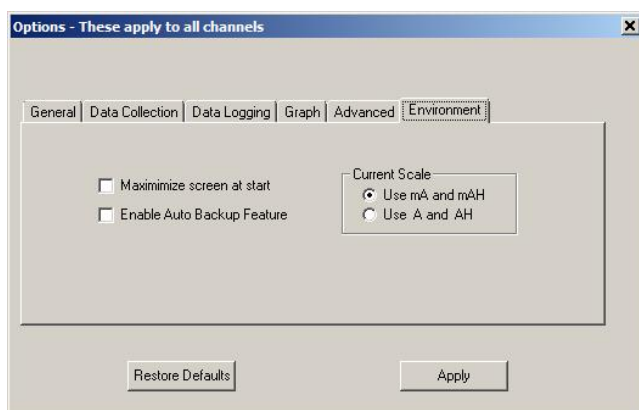 Options - These apply to all channels
General Data Collection Data Logging Graph Advanced Environment
Maximimize screen at start
Enable Auto Backup Feature
Current Scale
Use mA and mAH
Use A and AH
Restore Defaults Apply